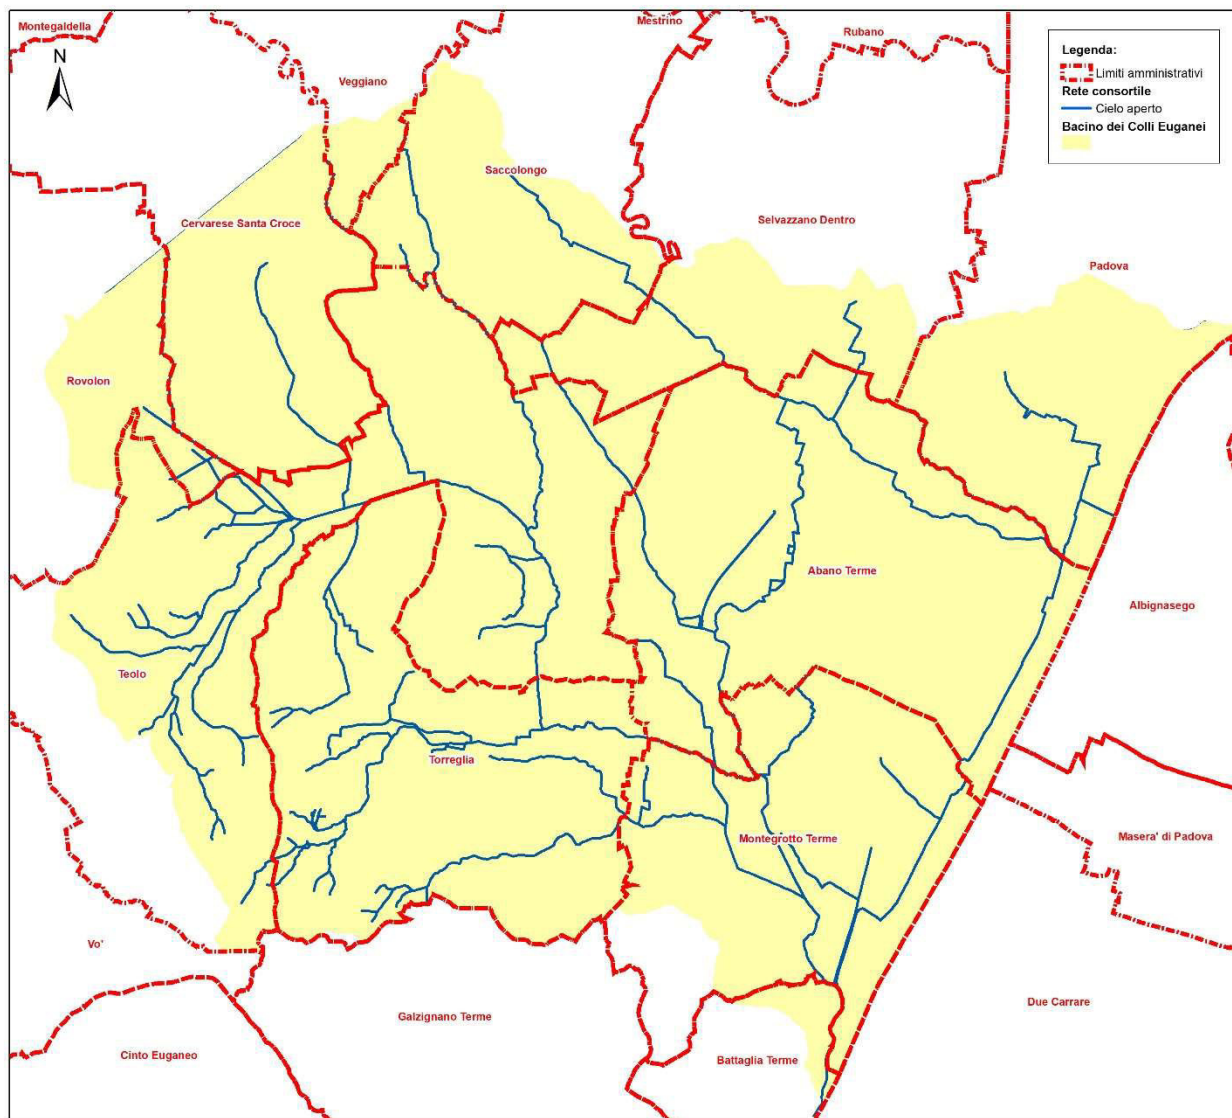 Montegaldella
Mestrino
Rubano
N
Veggiano
Legenda:
Limiti amministrativi
Rete consortile
Cielo aperto
Bacino dei Colli Euganei
Saccolongo
Cervarese Santa Croce
Selvazzano Dentro
Padova
Rovolon
Abano Terme
Albignasego
Teolo
Torreglia
Montegrotto Terme
Masera' di Padova
Vo'
Due Carrare
Galzignano Terme
Cinto Euganeo
Battaglia Terme